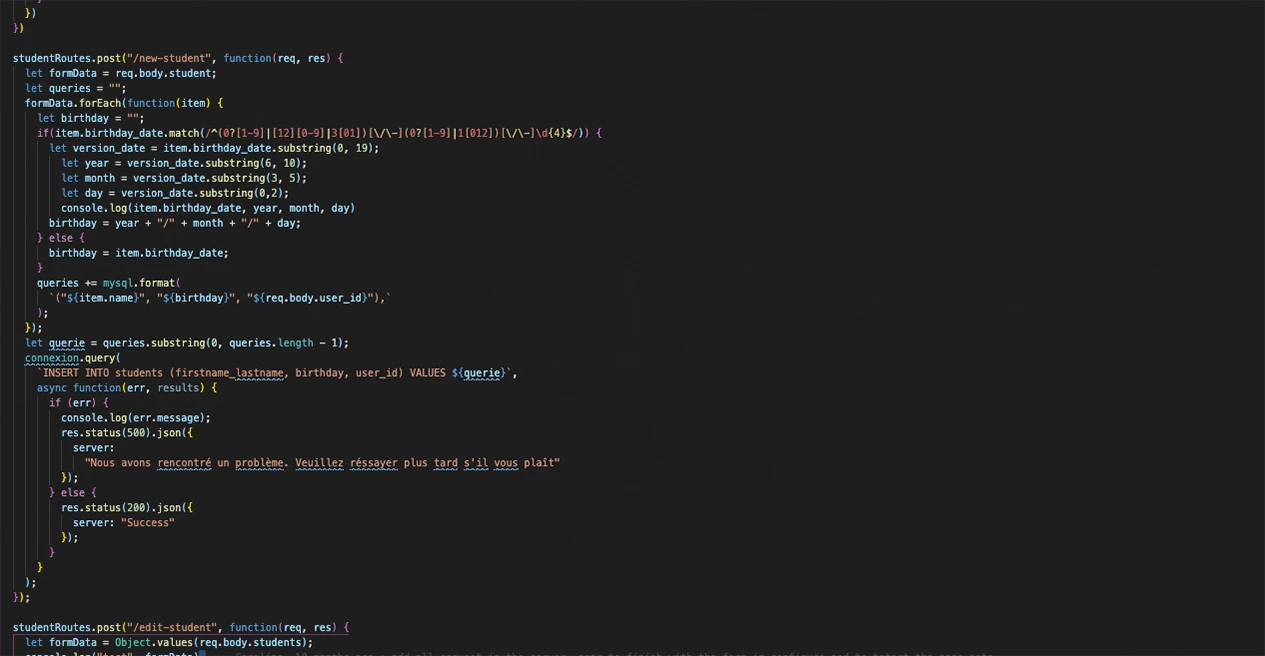 })
})
studentRoutes.post("/new-student", function(req, res) {
let formData = req.body.student;
let queries = "";
formData.forEach(function(item) {
let birthday = "";
if(item.birthday_date.match(/^(0?[1-9]|[12][0-9]|3[01])[\/\-](0?[1-9]|1[012])[\/\-]\d{4}$/)) {
let version_date = item.birthday_date.substring(0, 19);
let year = version_date.substring(6, 10);
let month = version_date.substring(3, 5);
let day = version_date.substring(0,2);
console.log(item.birthday_date, year, month, day)
birthday = year + "/" + month + "/" + day;
} else {
birthday = item.birthday_date;
}
queries += mysql.format(
`("${item.name}", "${birthday}", "${req.body.user_id}"),`
);
});
let querie = queries.substring(0, queries.length - 1);
connexion.query(
`INSERT INTO students (firstname_lastname, birthday, user_id) VALUES ${querie}`,
async function(err, results) {
if (err) {
console.log(err.message);
res.status(500).json({
server:
"Nous avons rencontré un problème. Veuillez réssayer plus tard s'il vous plaît"
});
} else {
res.status(200).json({
server: "Success"
});
}
}
);
});
studentRoutes.post("/edit-student", function(req, res) {
let formData = Object.values(req.body.students);